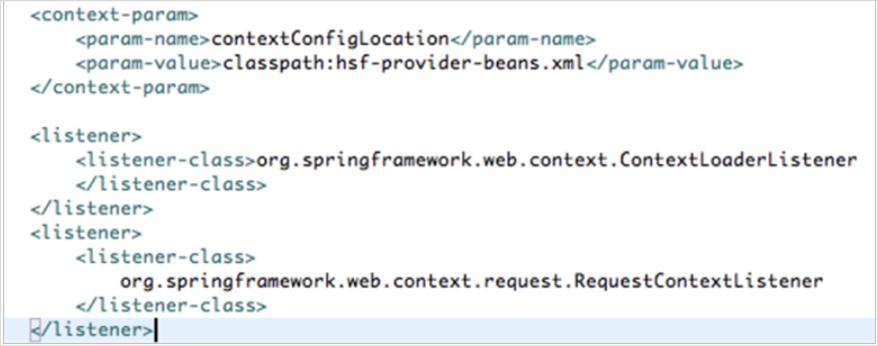 <context-param>
    <param-name>contextConfigLocation</param-name>
    <param-value>classpath:hsf-provider-beans.xml</param-value>
</context-param>

<listener>
    <listener-class>org.springframework.web.context.ContextLoaderListener
    </listener-class>
</listener>
<listener>
    <listener-class>
        org.springframework.web.context.request.RequestContextListener
    </listener-class>
</listener>